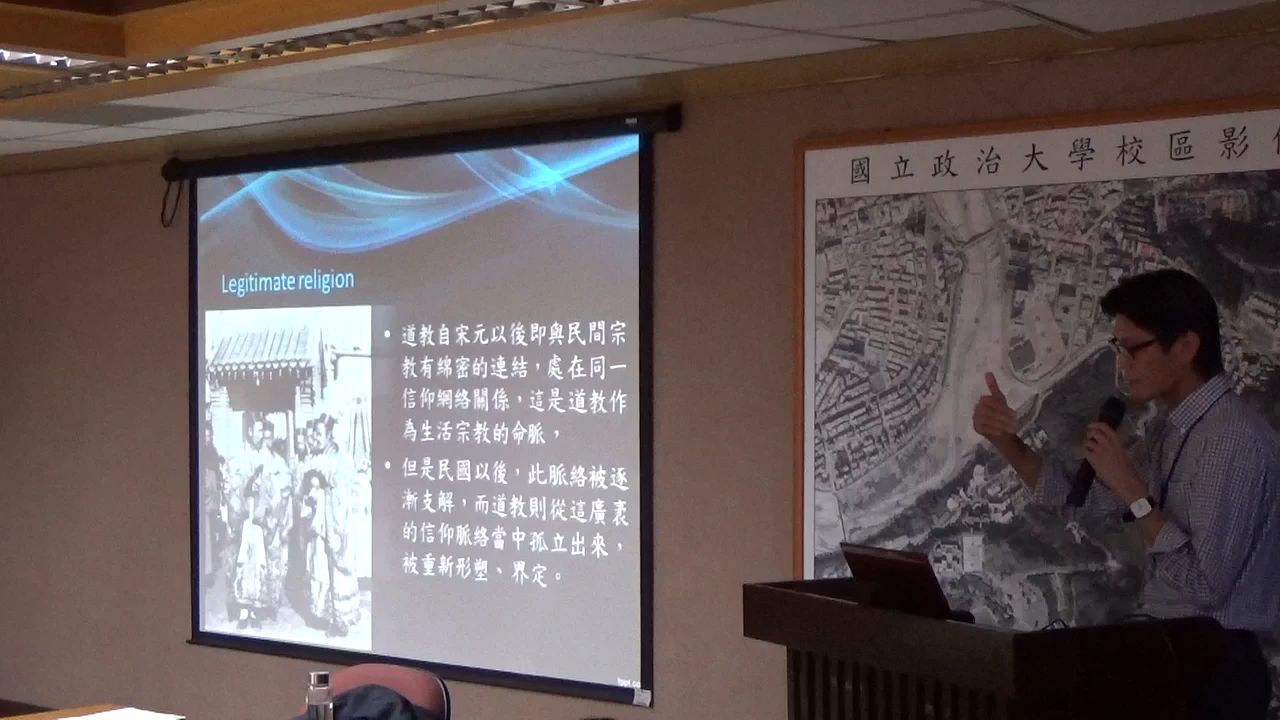 Legitimate religion
• 道教自宋元以後即與民間宗
教有綿密的連結，處在同一
信仰網絡關係，這是道教作
為生活宗教的命脈，
• 但是民國以後，此脈絡被逐
漸支解，而道教則從這廣袤
的信仰脈絡當中孤立出來，
被重新形塑、界定。
國立政治大學校區影